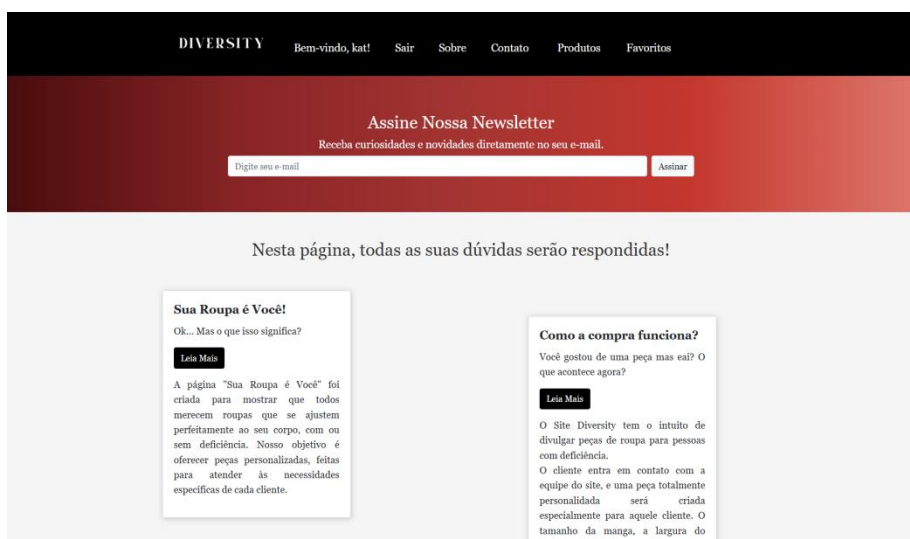 DIVERSITY
Bem-vindo, kat! Sair Sobre Contato Produtos Favoritos
Assine Nossa Newsletter
Receba curiosidades e novidades diretamente no seu e-mail.
Digite seu e-mail Assinar
Nesta página, todas as suas dúvidas serão respondidas!
Sua Roupa é Você!
Ok... Mas o que isso significa?
Leia Mais
A página "Sua Roupa é Você" foi
criada para mostrar que todos
merecem roupas que se ajustem
perfeitamente ao seu corpo, com ou
sem deficiência. Nosso objetivo é
oferecer peças personalizadas, feitas
para atender às necessidades
específicas de cada cliente.
Como a compra funciona?
Você gostou de uma peça mas eai? O
que acontece agora?
Leia Mais
O Site Diversity tem o intuito de
divulgar peças de roupa para pessoas
com deficiência.
O cliente entra em contato com a
equipe do site, e uma peça totalmente
personalidada será criada
especialmente para aquele cliente. O
tamanho da manga, a largura do